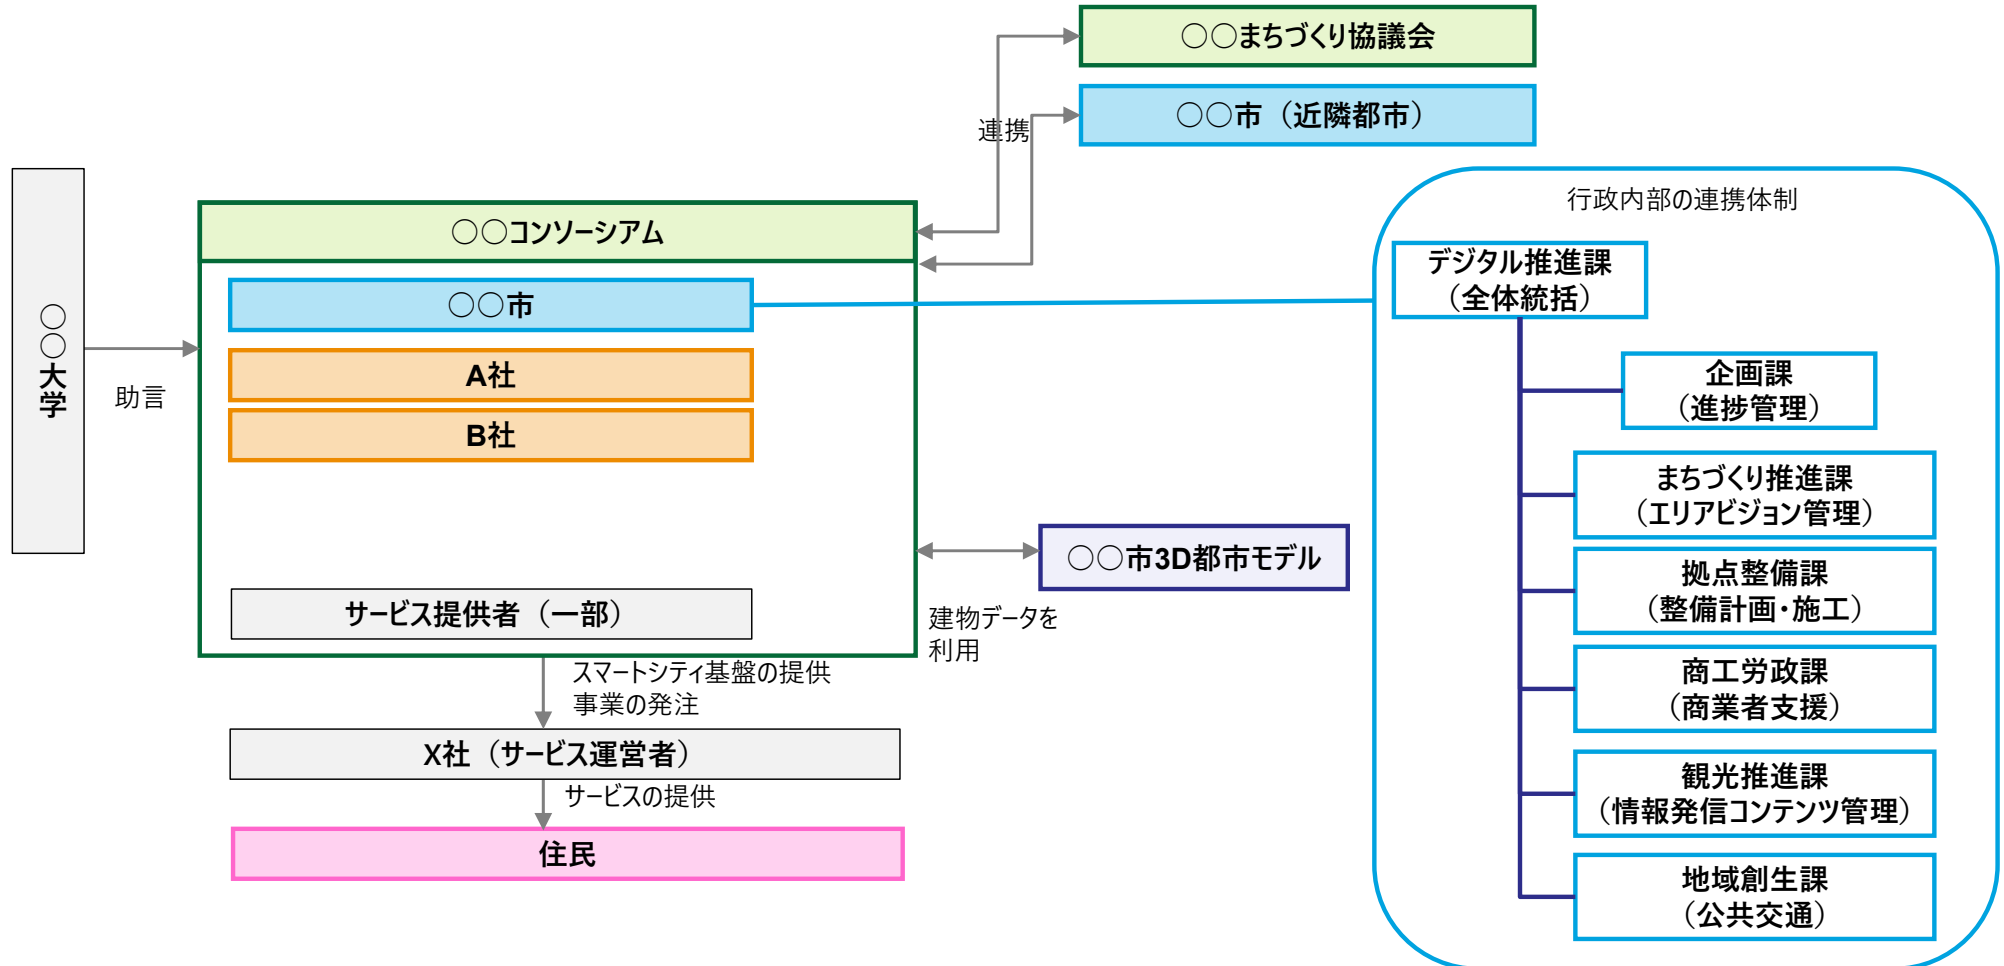 ○○まちづくり協議会
○○市（近隣都市）
連携
○○大学
助言
○○コンソーシアム
○○市
A社
B社
サービス提供者（一部）
○○市3D都市モデル
建物データを
利用
スマートシティ基盤の提供
事業の発注
X社（サービス運営者）
サービスの提供
住民
行政内部の連携体制
デジタル推進課
（全体統括）
企画課
（進捗管理）
まちづくり推進課
（エリアビジョン管理）
拠点整備課
（整備計画・施工）
商工労政課
（商業者支援）
観光推進課
（情報発信コンテンツ管理）
地域創生課
（公共交通）